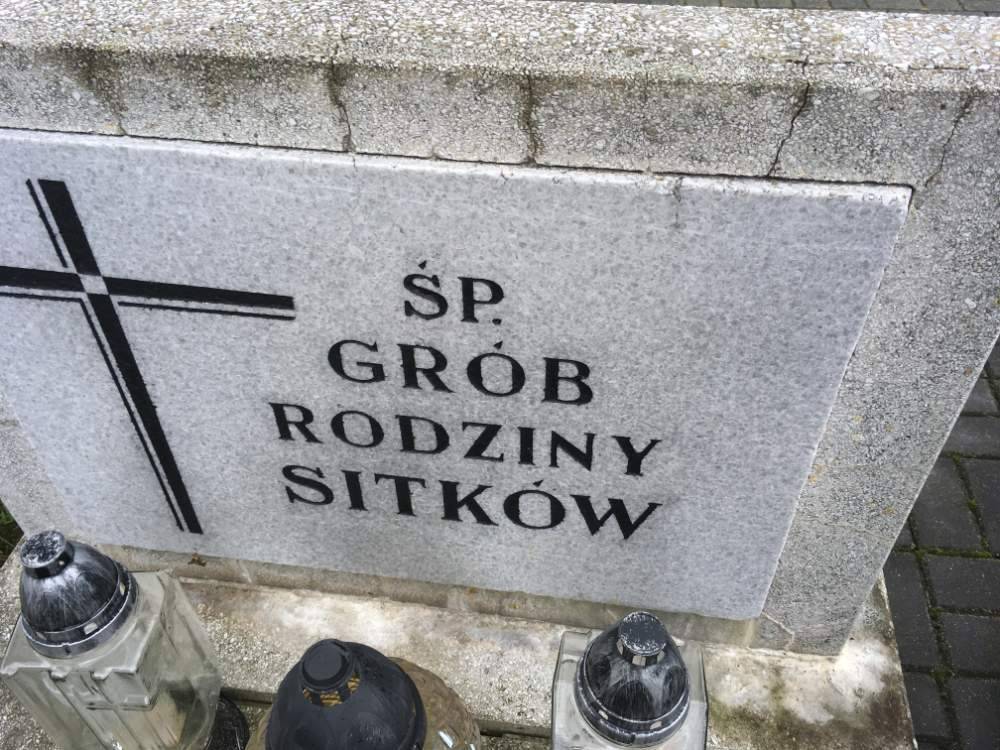 ŚP.
GRÓB
RODZINY
SITKÓW